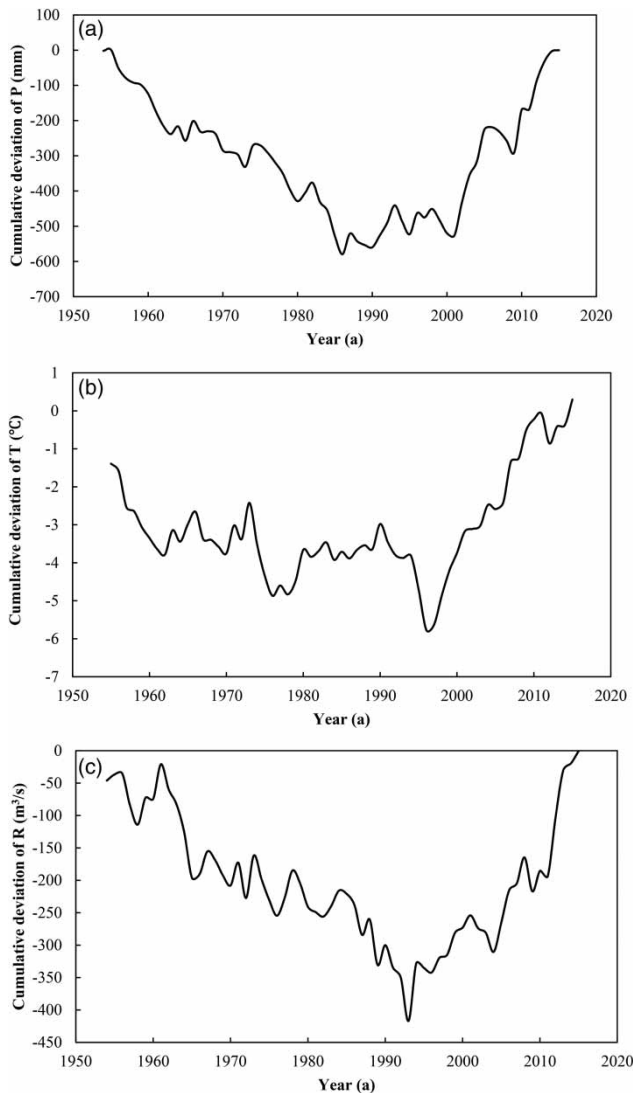 (a)
Cumulative deviation of P (mm)
100
0
-100
-200
-300
-400
-500
-600
-700
1950 1960 1970 1980 1990 2000 2010 2020
Year (a)
(b)
Cumulative deviation of T (℃)
1
0
-1
-2
-3
-4
-5
-6
-7
1950 1960 1970 1980 1990 2000 2010 2020
Year (a)
(c)
Cumulative deviation of R (m³/s)
0
-50
-100
-150
-200
-250
-300
-350
-400
-450
1950 1960 1970 1980 1990 2000 2010 2020
Year (a)